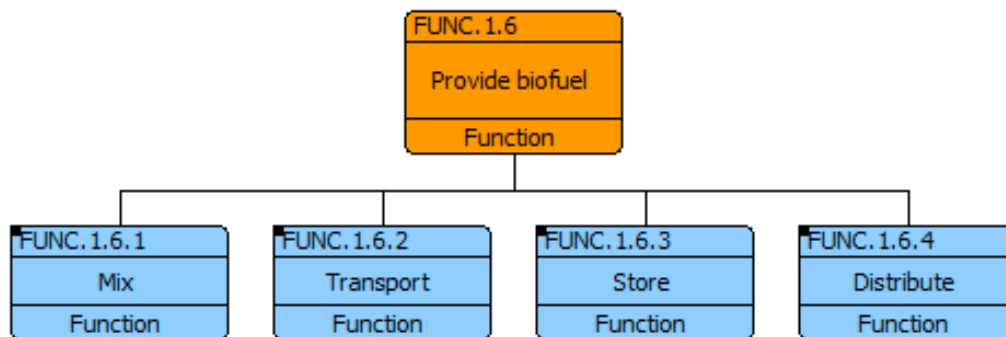 FUNC.1.6
Provide biofuel
Function
FUNC.1.6.1
Mix
Function
FUNC.1.6.2
Transport
Function
FUNC.1.6.3
Store
Function
FUNC.1.6.4
Distribute
Function